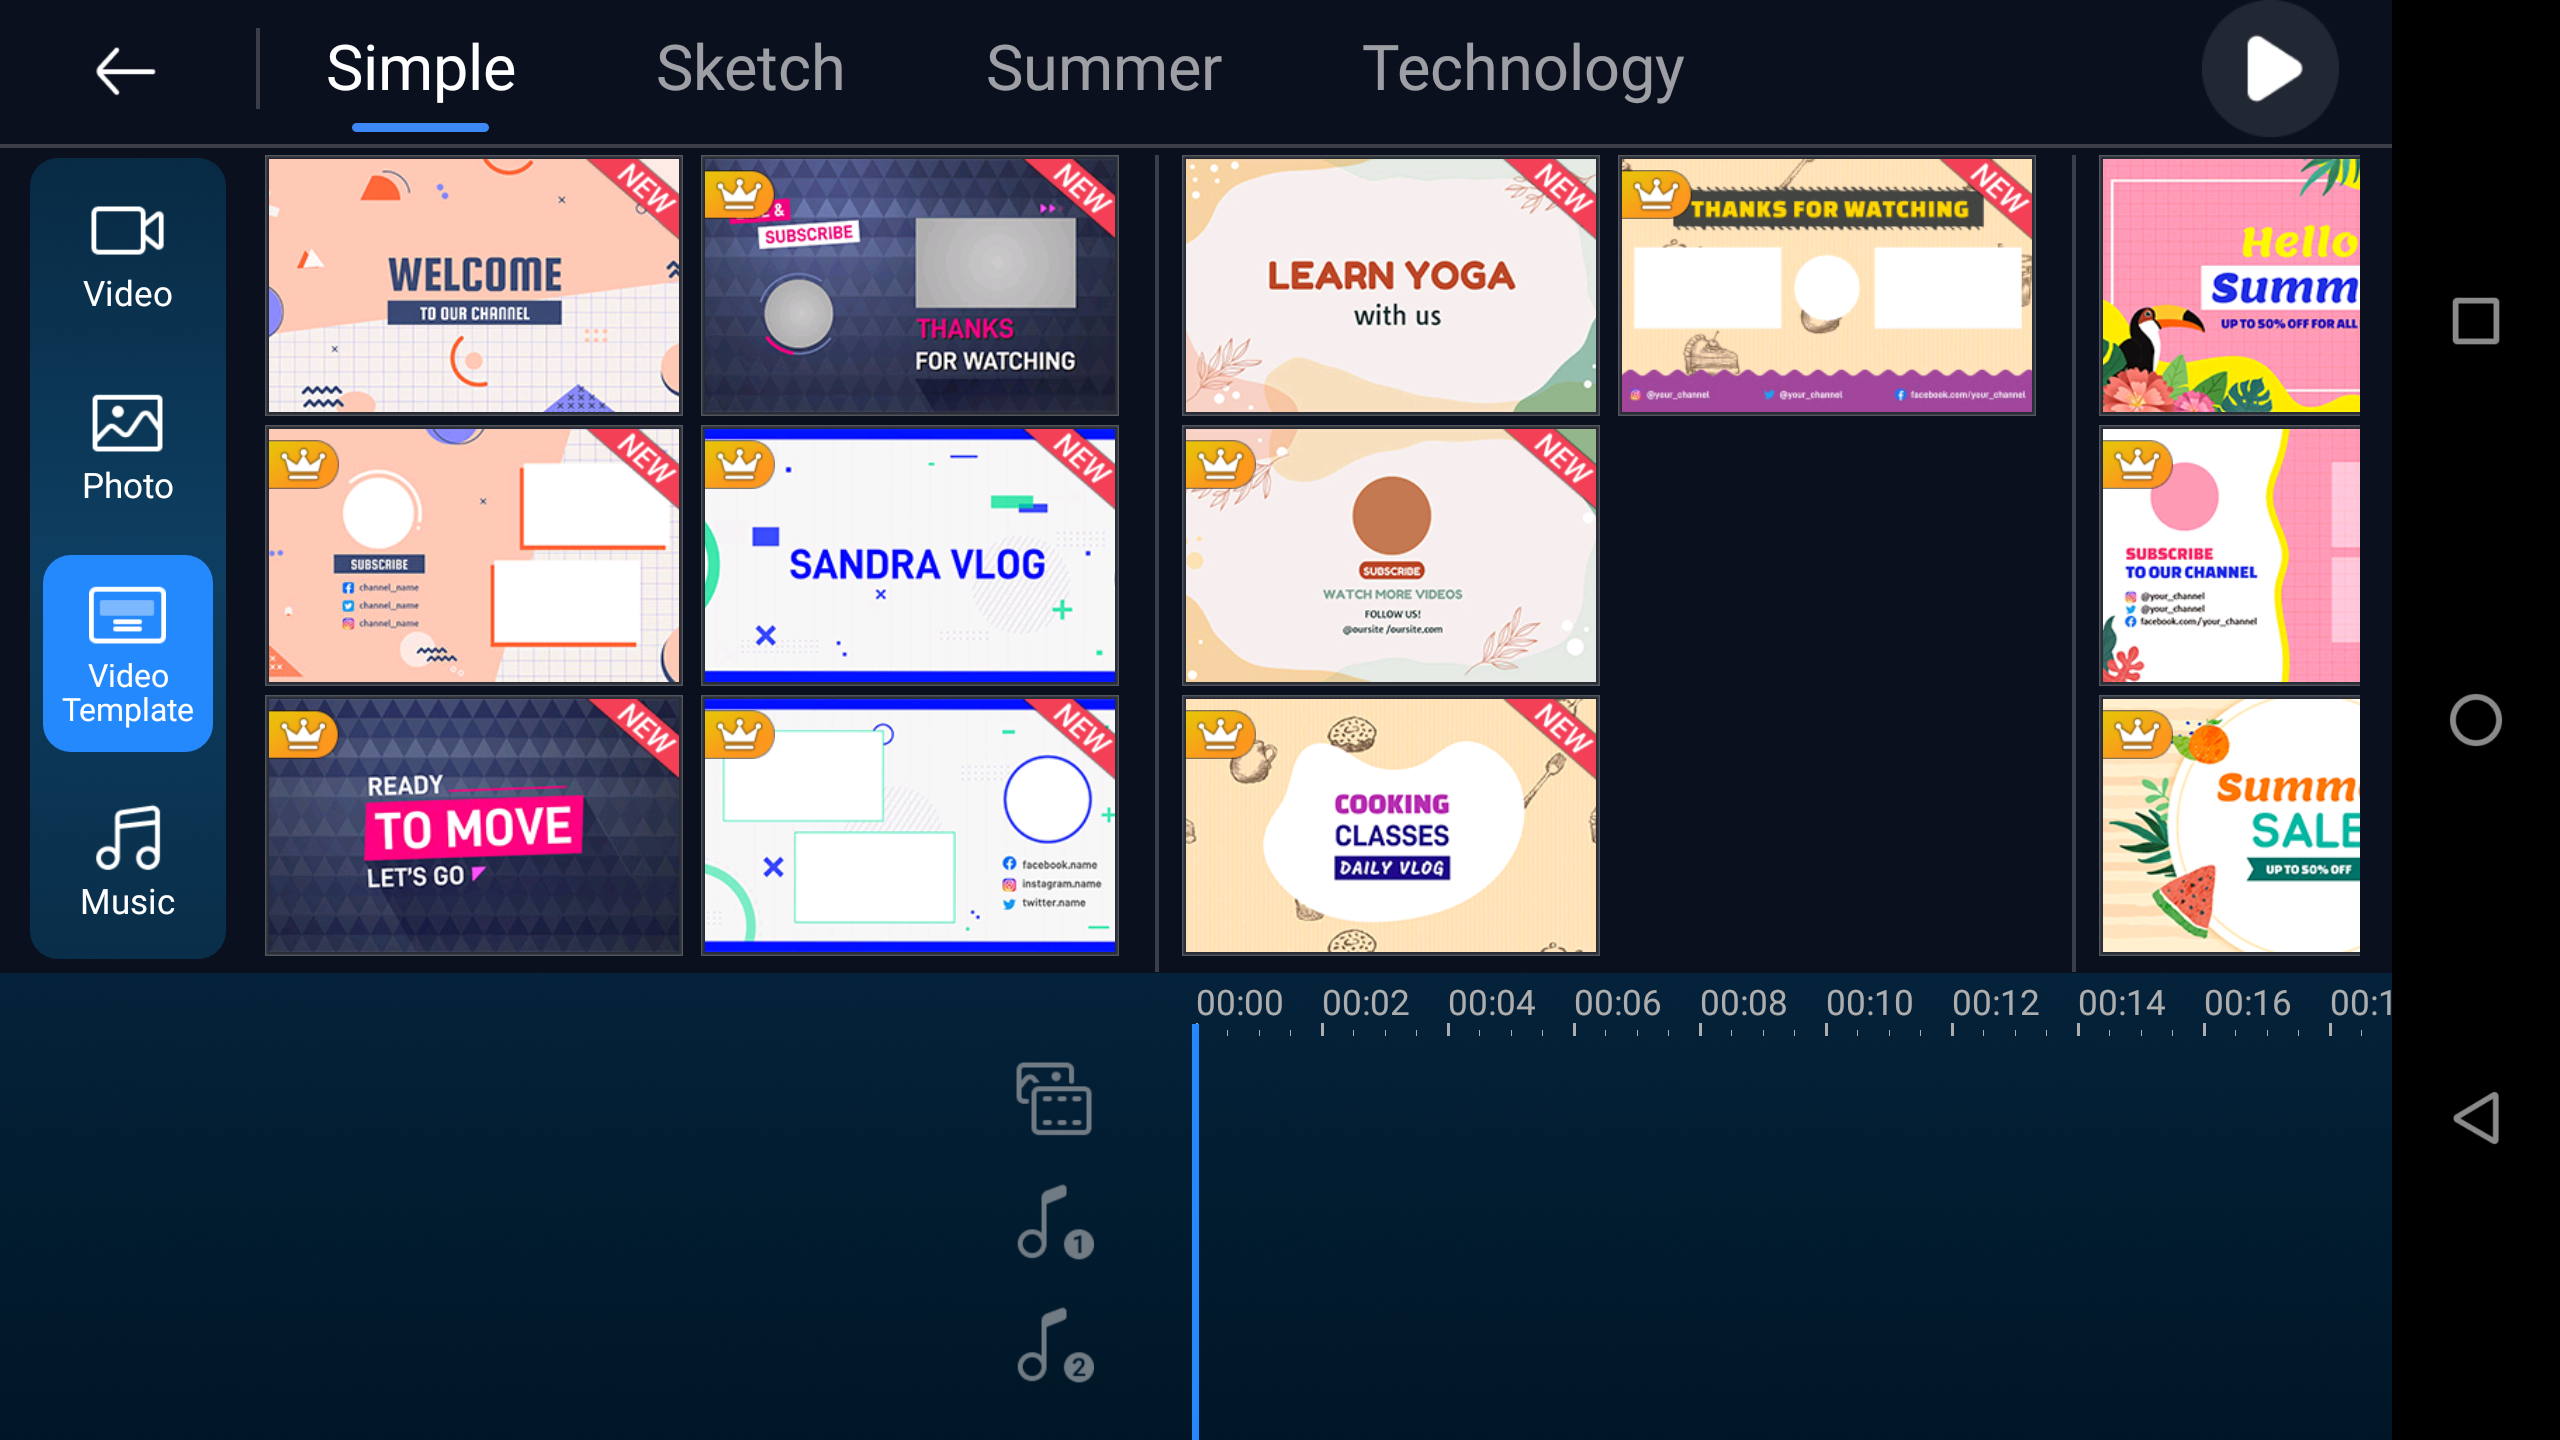 Simple
Sketch
Summer
Technology
Video
Photo
Video
Template
Music
NEW
WELCOME
TO OUR CHANNEL
NEW
&
SUBSCRIBE
THANKS
FOR WATCHING
NEW
LEARN YOGA
with us
NEW
THANKS FOR WATCHING
@your_channel
@your_channel
facebook.com/your_channel
Hello
Summ
UP TO 50% OFF FOR ALL
NEW
SUBSCRIBE
channel_name
channel_name
channel_name
NEW
SANDRA VLOG
NEW
SUBSCRIBE
WATCH MORE VIDEOS
FOLLOW US!
@oursite /oursite.com
SUBSCRIBE
TO OUR CHANNEL
@your_channel
@your_channel
facebook.com/your_channel
NEW
READY
TO MOVE
LET'S GO
NEW
facebook.name
instagram.name
twitter.name
NEW
COOKING
CLASSES
DAILY VLOG
Summ
SALE
UP TO 50% OFF
00:00
00:02
00:04
00:06
00:08
00:10
00:12
00:14
00:16
00:1
1
2